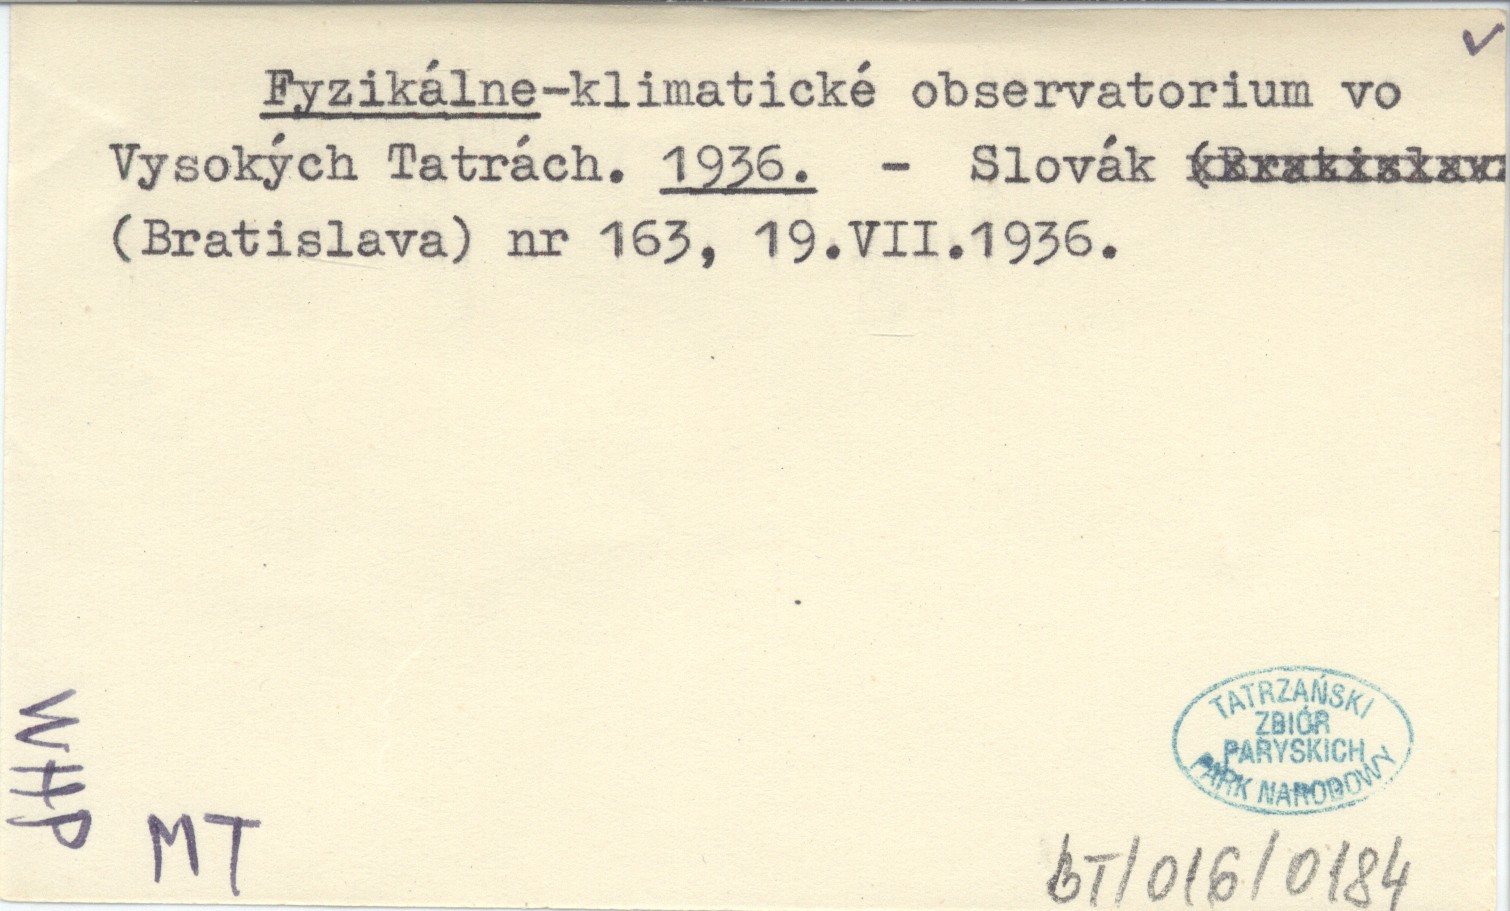 Fyzikálne-klimatické observatorium vo
Vysokých Tatrách. 1936. - Slovák (Bratislava
(Bratislava) nr 163, 19.VII.1936.
✓
WHP
MT
TATRZAŃSKI
ZBIÓR
PARYSKICH
PARK NARODOWY
BT/016/0184